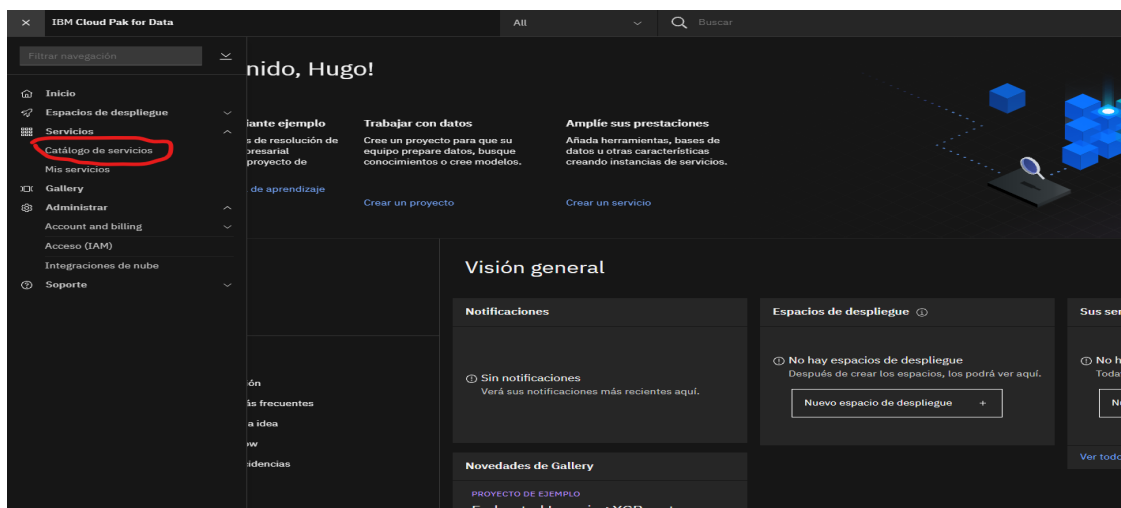 IBM Cloud Pak for Data
All
Buscar
Filtrar navegación
Inicio
Espacios de despliegue
Servicios
Catálogo de servicios
Mis servicios
Gallery
Administrar
Account and billing
Acceso (IAM)
Integraciones de nube
Soporte
nido, Hugo!
iante ejemplo
s de resolución de
presarial
proyecto de
de aprendizaje
Trabajar con datos
Cree un proyecto para que su
equipo prepare datos, busque
conocimientos o cree modelos.
Crear un proyecto
Amplíe sus prestaciones
Añada herramientas, bases de
datos u otras características
creando instancias de servicios.
Crear un servicio
ión
ás frecuentes
a idea
ow
idencias
Visión general
Notificaciones
Sin notificaciones
Verá sus notificaciones más recientes aquí.
Espacios de despliegue
No hay espacios de despliegue
Después de crear los espacios, los podrá ver aquí.
Nuevo espacio de despliegue +
Sus ser
No h
Toda
Ver todo
Novedades de Gallery
PROYECTO DE EJEMPLO